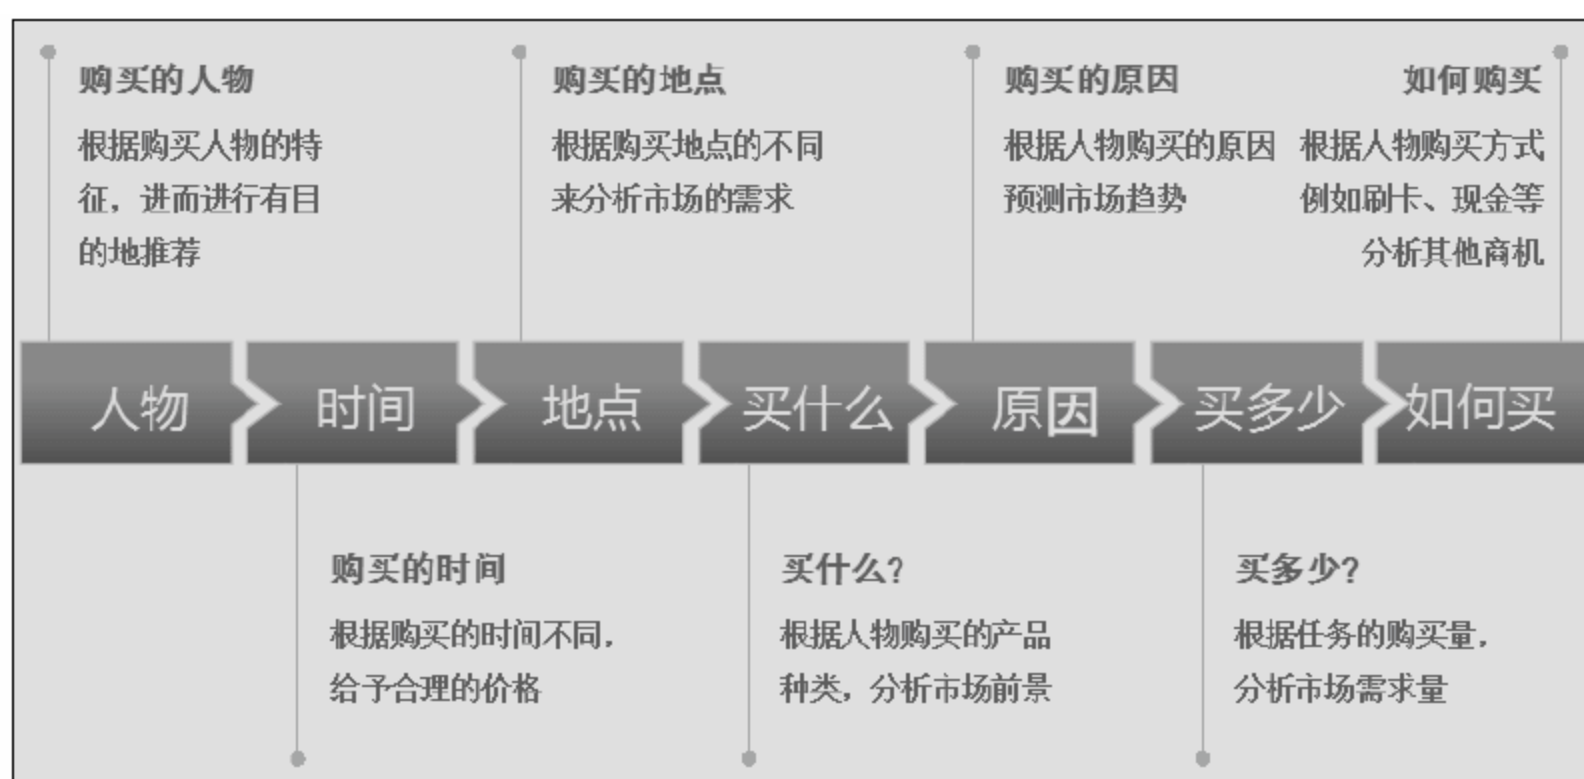 购买的人物
根据购买人物的特
征，进而进行有目
的地推荐
购买的地点
根据购买地点的不同
来分析市场的需求
购买的原因
根据人物购买的原因
预测市场趋势
如何购买
根据人物购买方式
例如刷卡、现金等
分析其他商机
人物
时间
地点
买什么
原因
买多少
如何买
购买的时间
根据购买的时间不同，
给予合理的价格
买什么？
根据人物购买的产品
种类，分析市场前景
买多少？
根据任务的购买量，
分析市场需求量